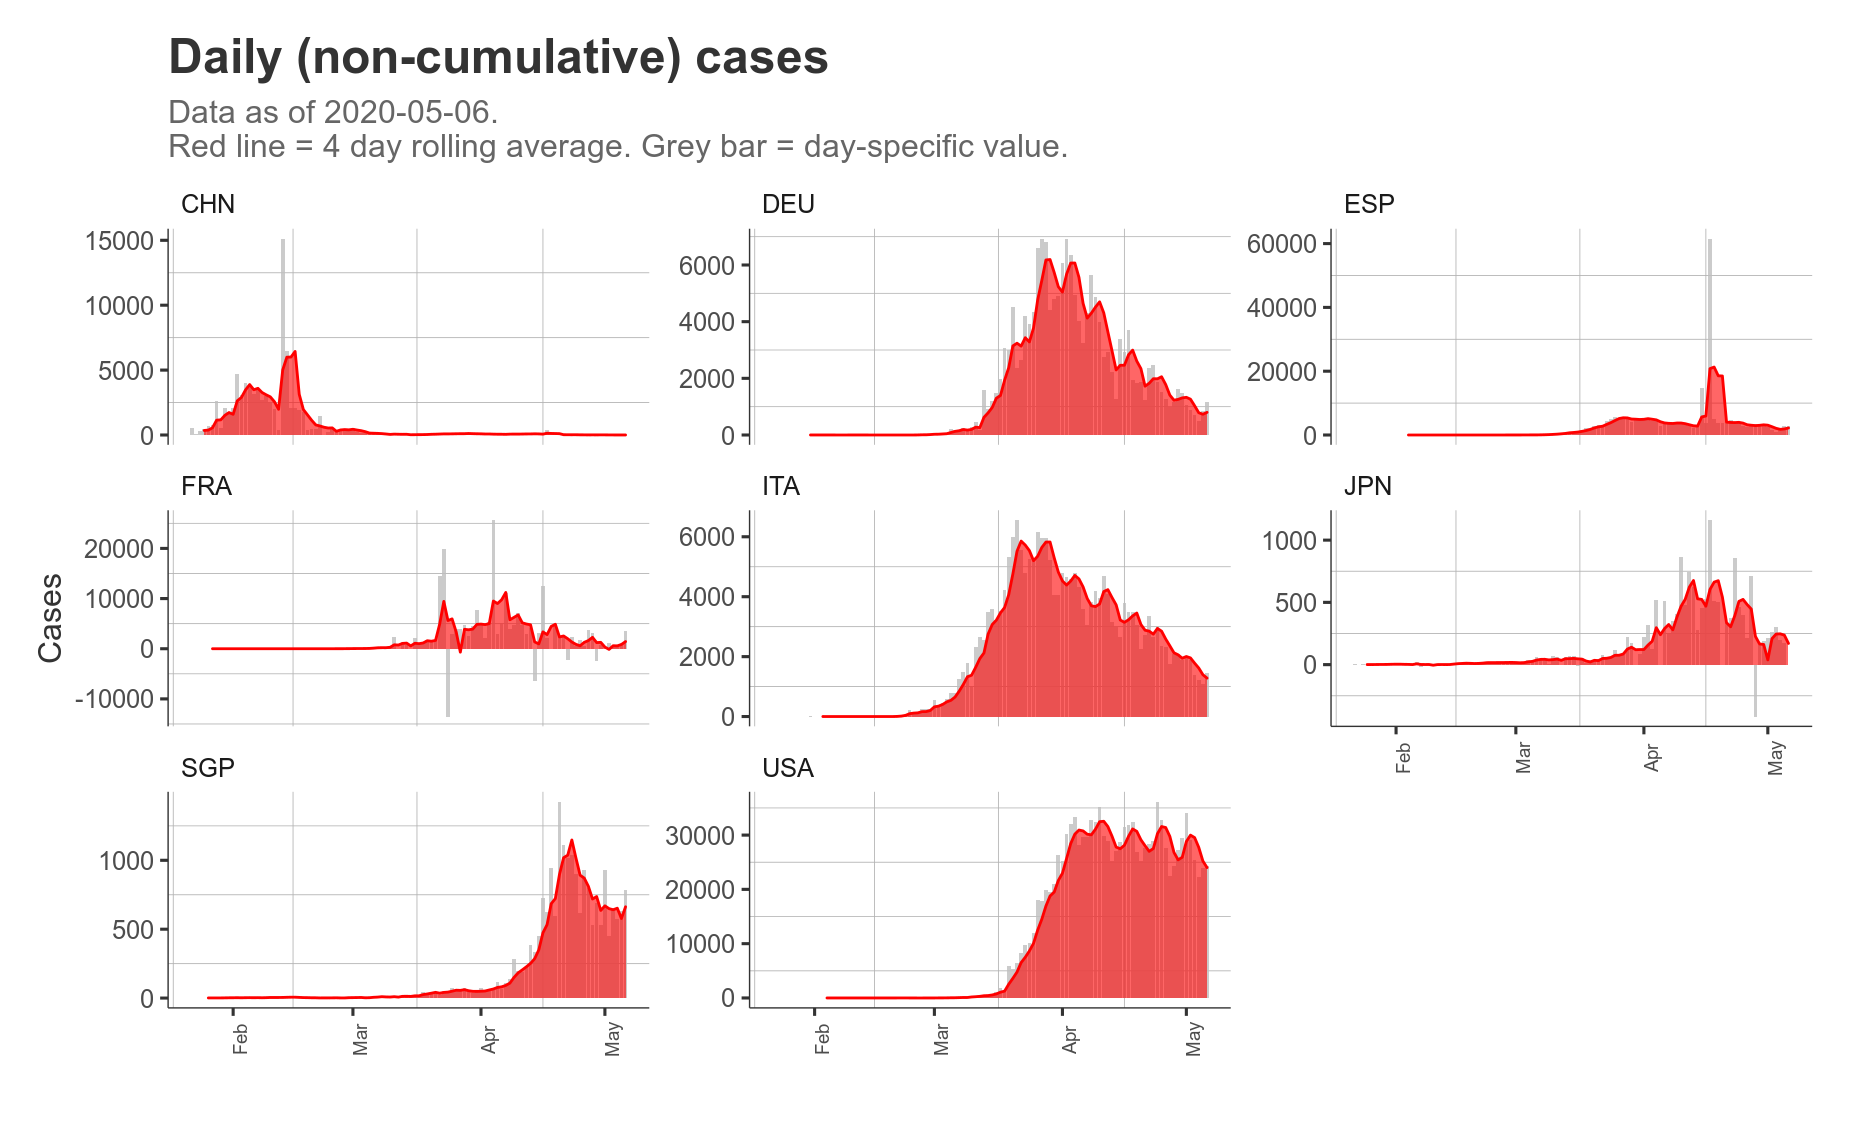 Daily (non-cumulative) cases
Data as of 2020-05-06.
Red line = 4 day rolling average. Grey bar = day-specific value.
CHN
15000
10000
5000
0
DEU
6000
4000
2000
0
ESP
60000
40000
20000
0
Cases
FRA
20000
10000
0
-10000
ITA
6000
4000
2000
0
JPN
1000
500
0
Feb
Mar
Apr
May
SGP
1000
500
0
Feb
Mar
Apr
May
USA
30000
20000
10000
0
Feb
Mar
Apr
May